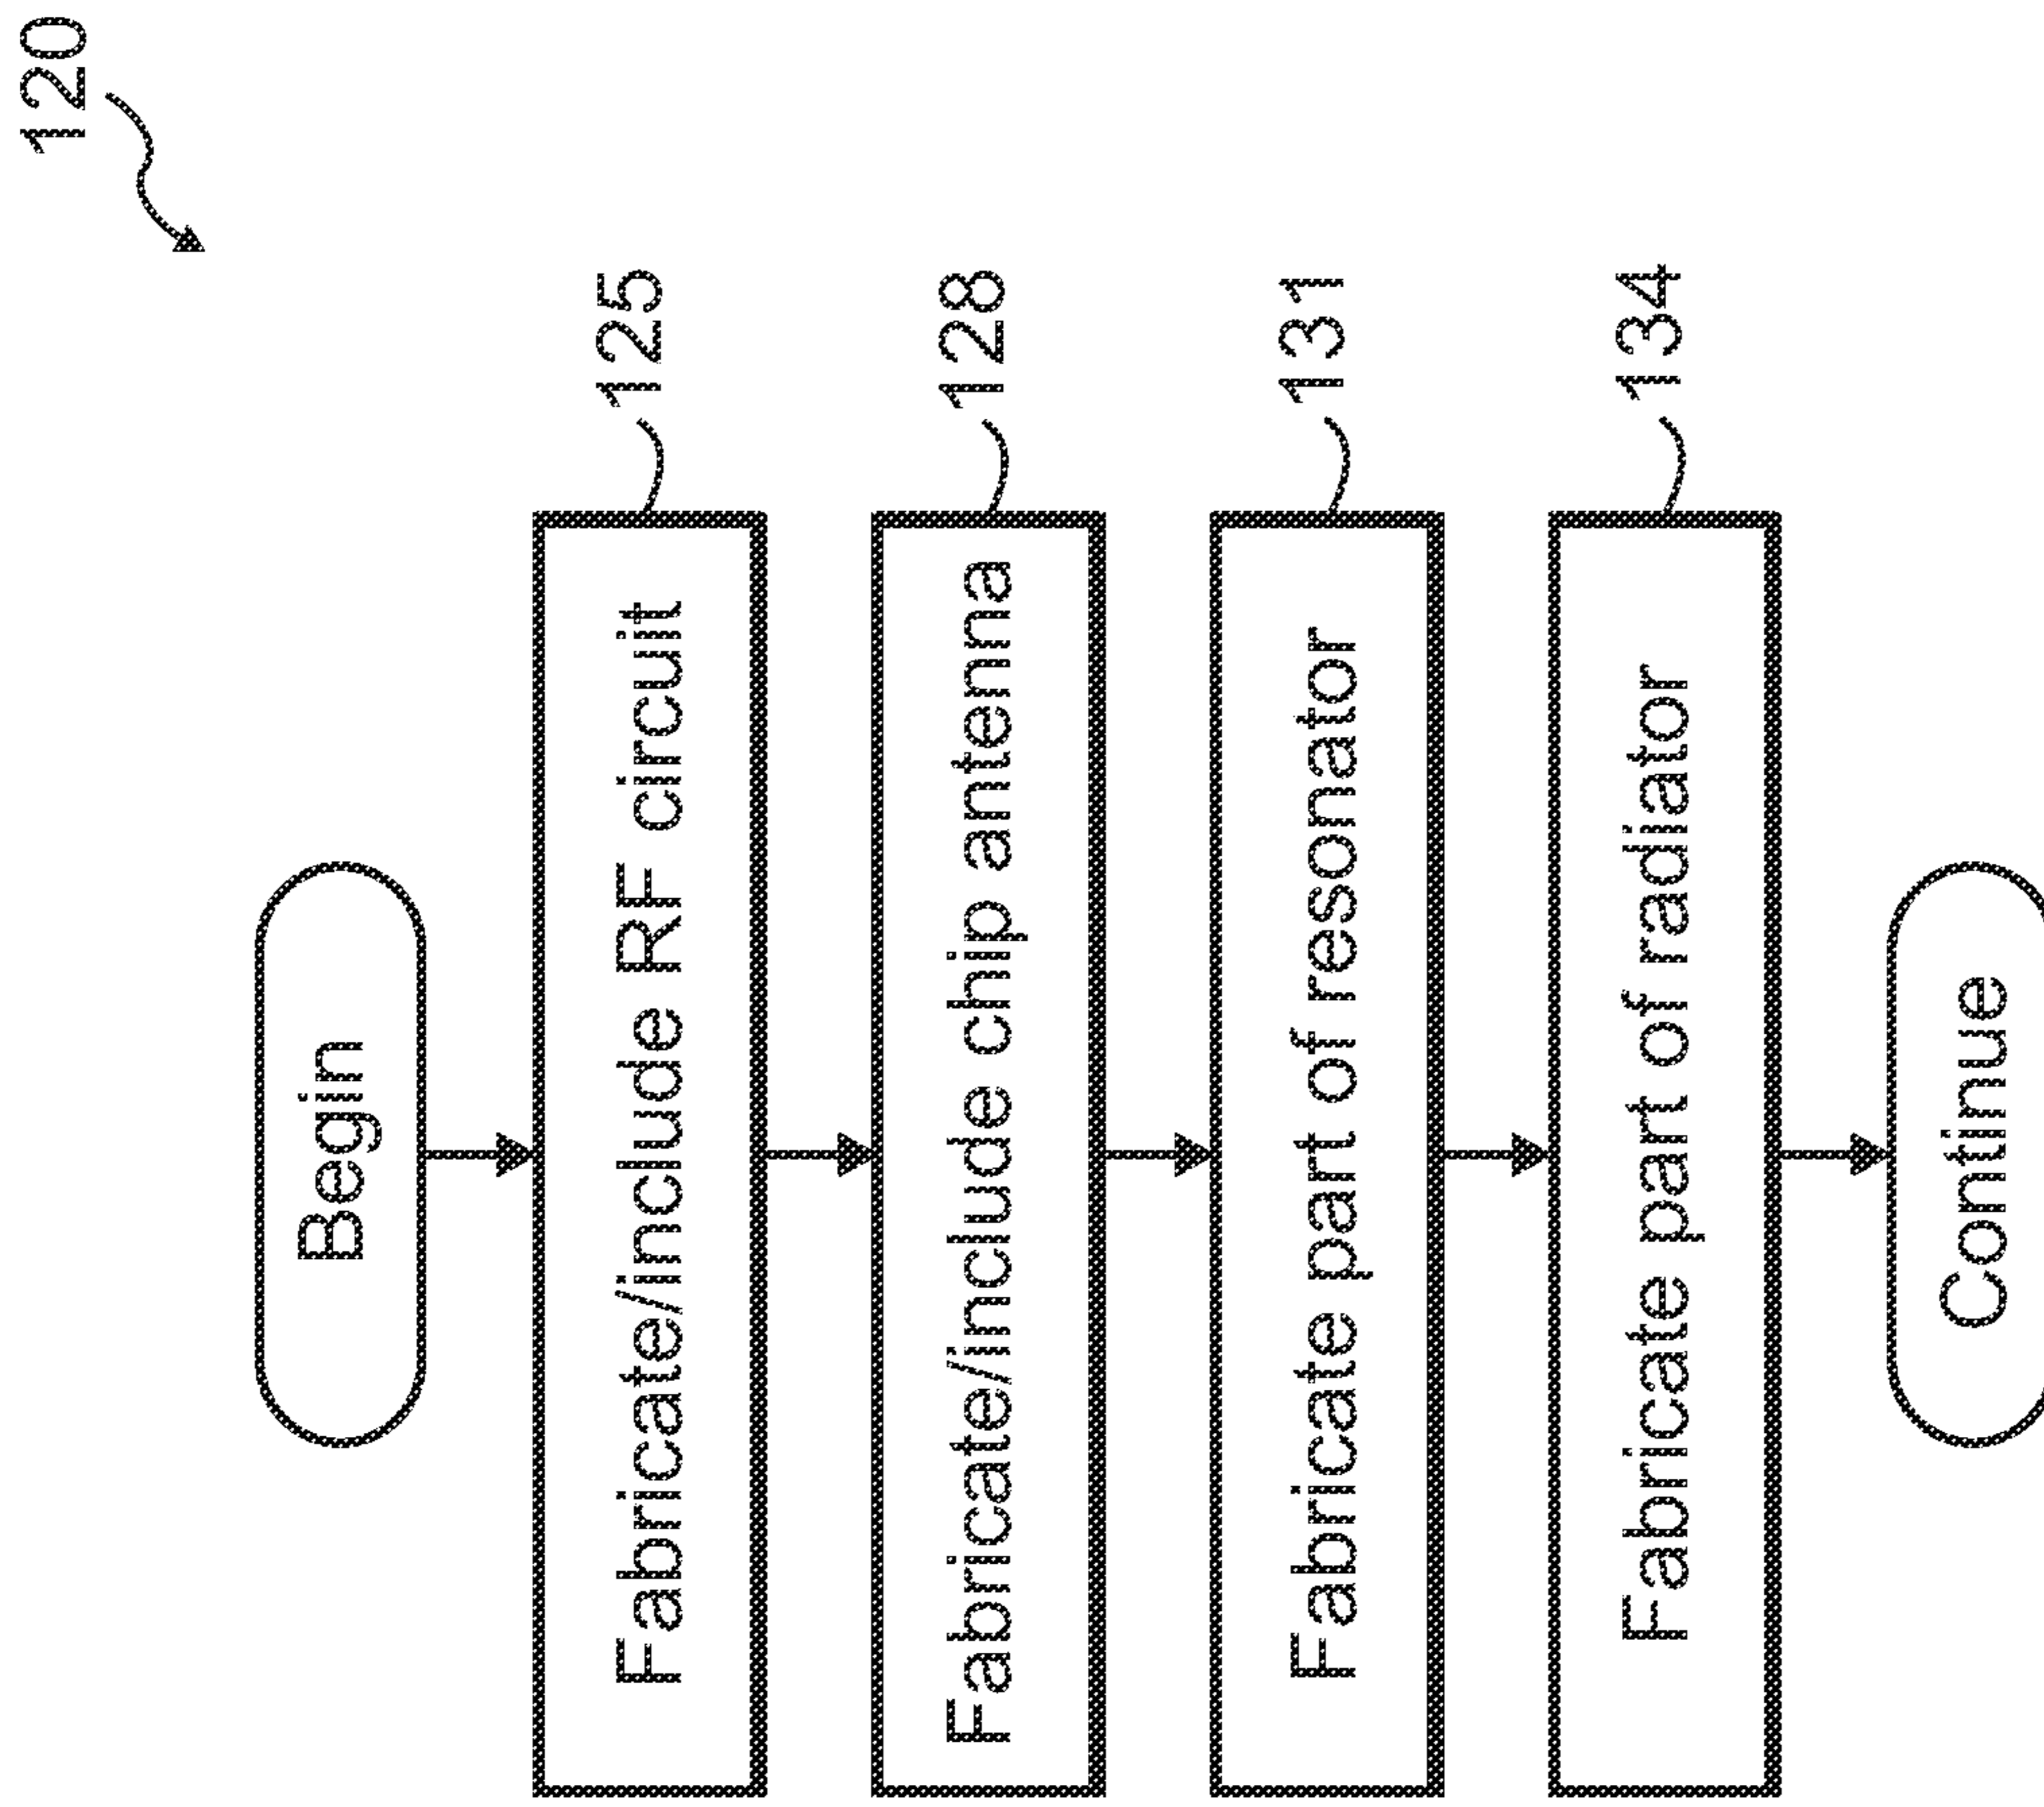 120
Begin
Fabricate/include RF circuit
125
Fabricate/include chip antenna
128
Fabricate part of resonator
131
Fabricate part of radiator
134
Continue